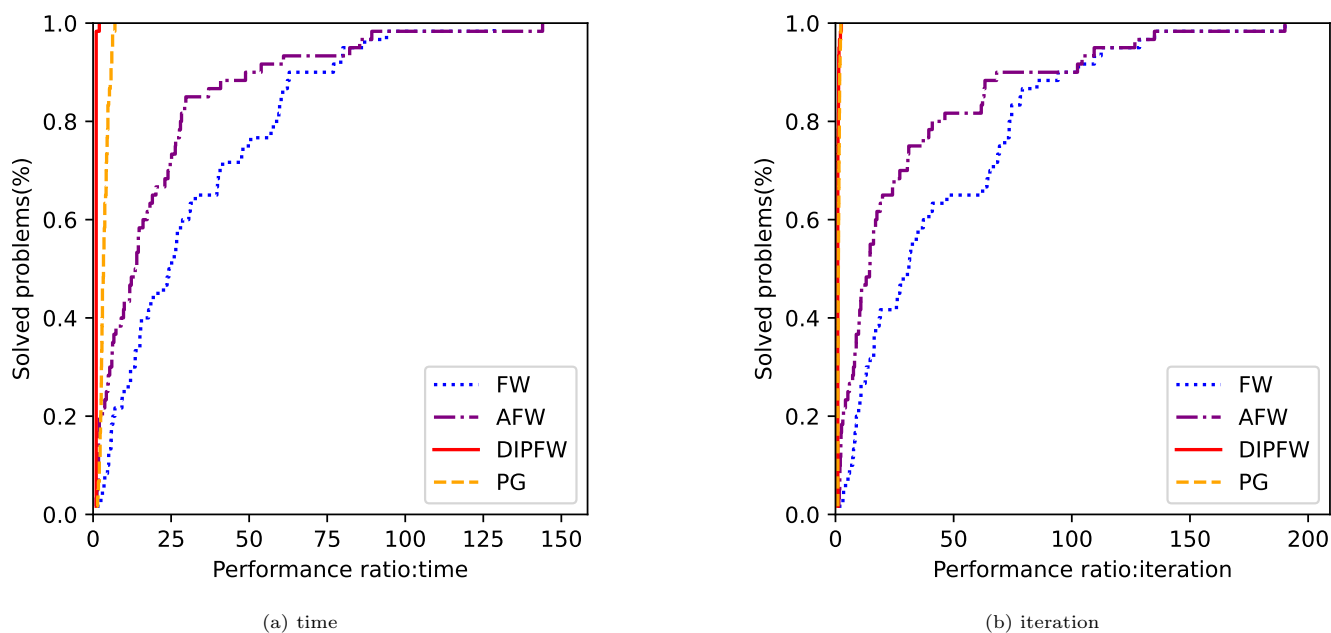 1.0
0.8
0.6
0.4
0.2
0.0
Solved problems(%)
0 25 50 75 100 125 150
Performance ratio:time
FW
AFW
DIPFW
PG
(a) time
1.0
0.8
0.6
0.4
0.2
0.0
Solved problems(%)
0 50 100 150 200
Performance ratio:iteration
FW
AFW
DIPFW
PG
(b) iteration